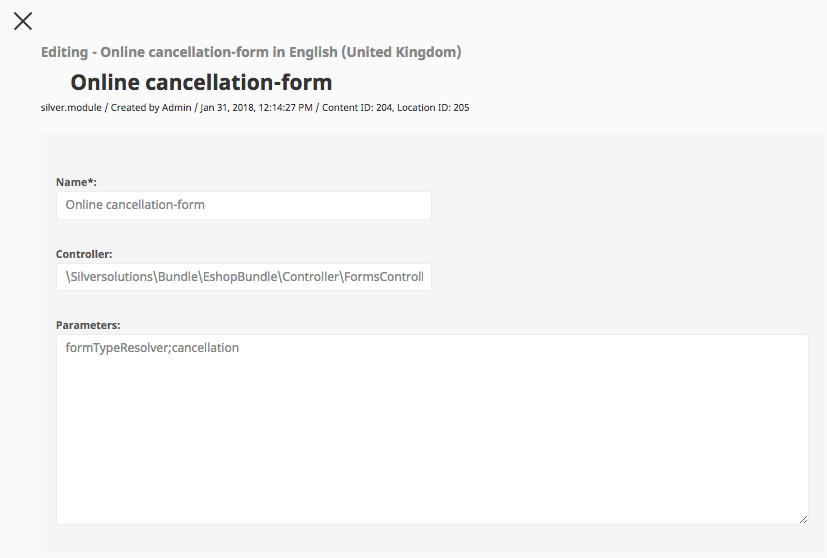 Editing - Online cancellation-form in English (United Kingdom)
Online cancellation-form
silver.module / Created by Admin / Jan 31, 2018, 12:14:27 PM / Content ID: 204, Location ID: 205
Name*:
Online cancellation-form
Controller:
\Silversolutions\Bundle\EshopBundle\Controller\FormsControll
Parameters:
formTypeResolver;cancellation